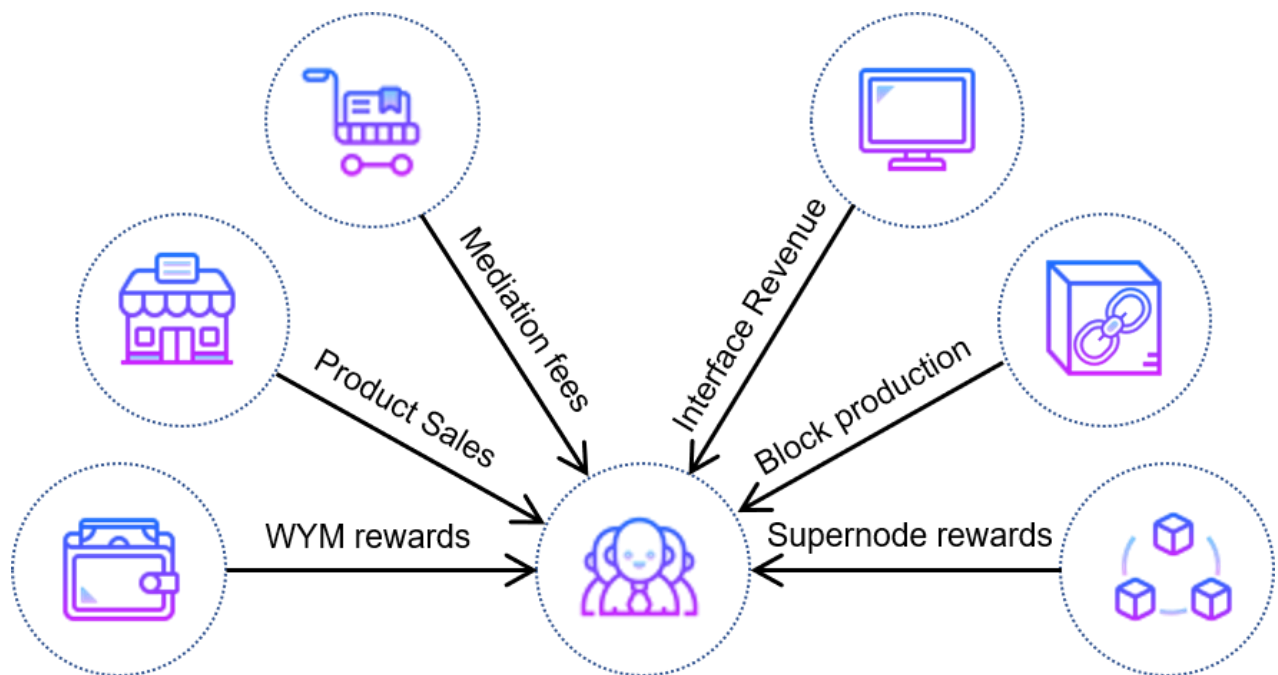 Mediation fees
Interface Revenue
Product Sales
Block production
WYM rewards
Supernode rewards